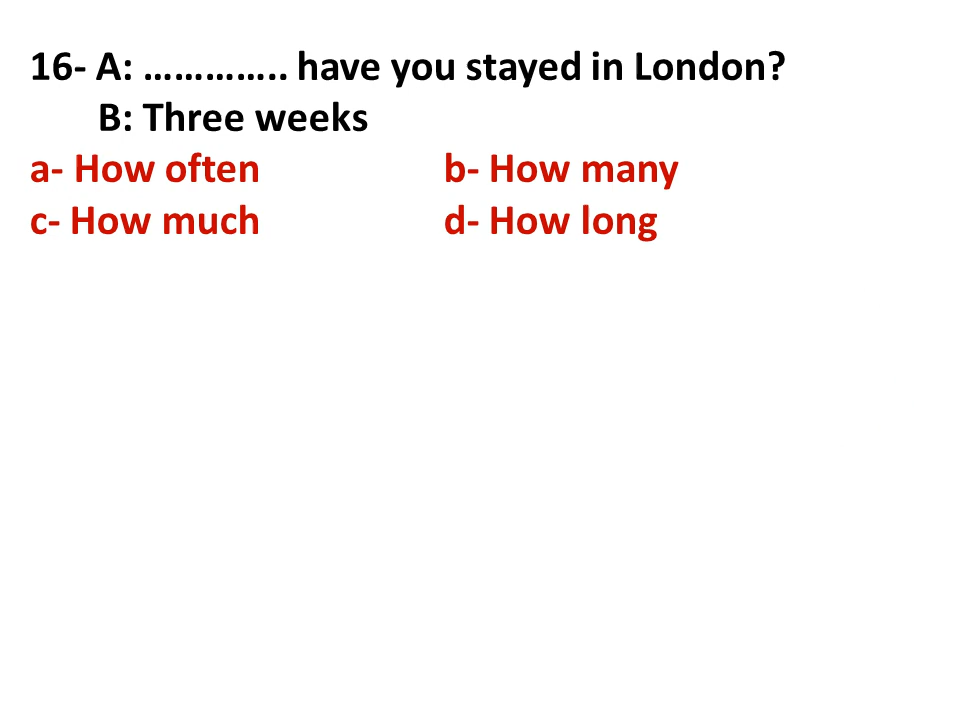 16- A: ………….. have you stayed in London?
B: Three weeks
a- How often b- How many
c- How much d- How long